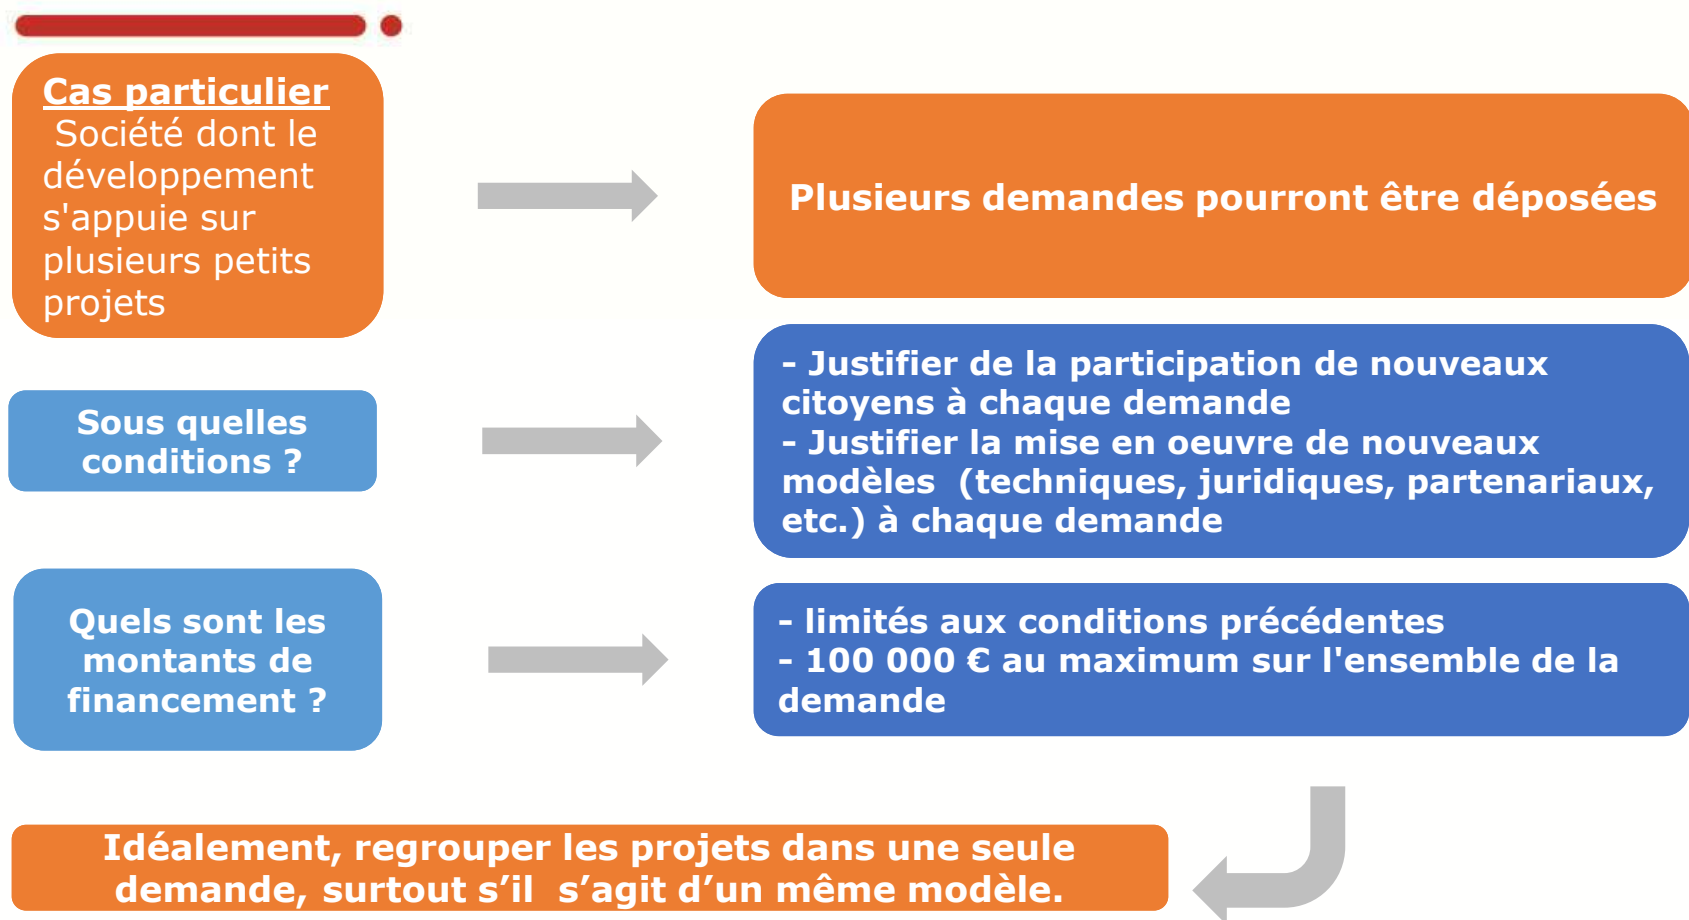 Cas particulier
Société dont le
développement
s'appuie sur
plusieurs petits
projets
Plusieurs demandes pourront être déposées
Sous quelles
conditions ?
– Justifier de la participation de nouveaux
citoyens à chaque demande
– Justifier la mise en oeuvre de nouveaux
modèles  (techniques, juridiques, partenariaux,
etc.) à chaque demande
Quels sont les
montants de
financement ?
– limités aux conditions précédentes
– 100 000 € au maximum sur l'ensemble de la
demande
Idéalement, regrouper les projets dans une seule
demande, surtout s’il  s’agit d’un même modèle.